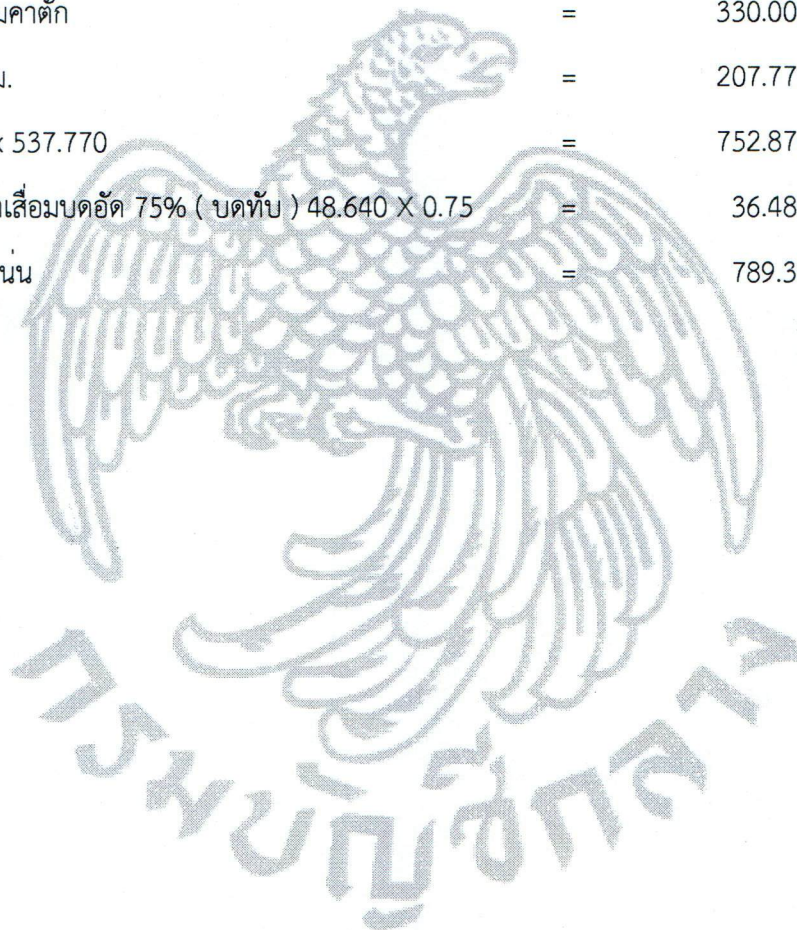 มคาตัก = 330.00
ม. = 207.77
x 537.770 = 752.87
าเสื่อมบดอัด 75% ( บดทับ ) 48.640 X 0.75 = 36.48
น่น = 789.3
กรมบัญชีกลาง